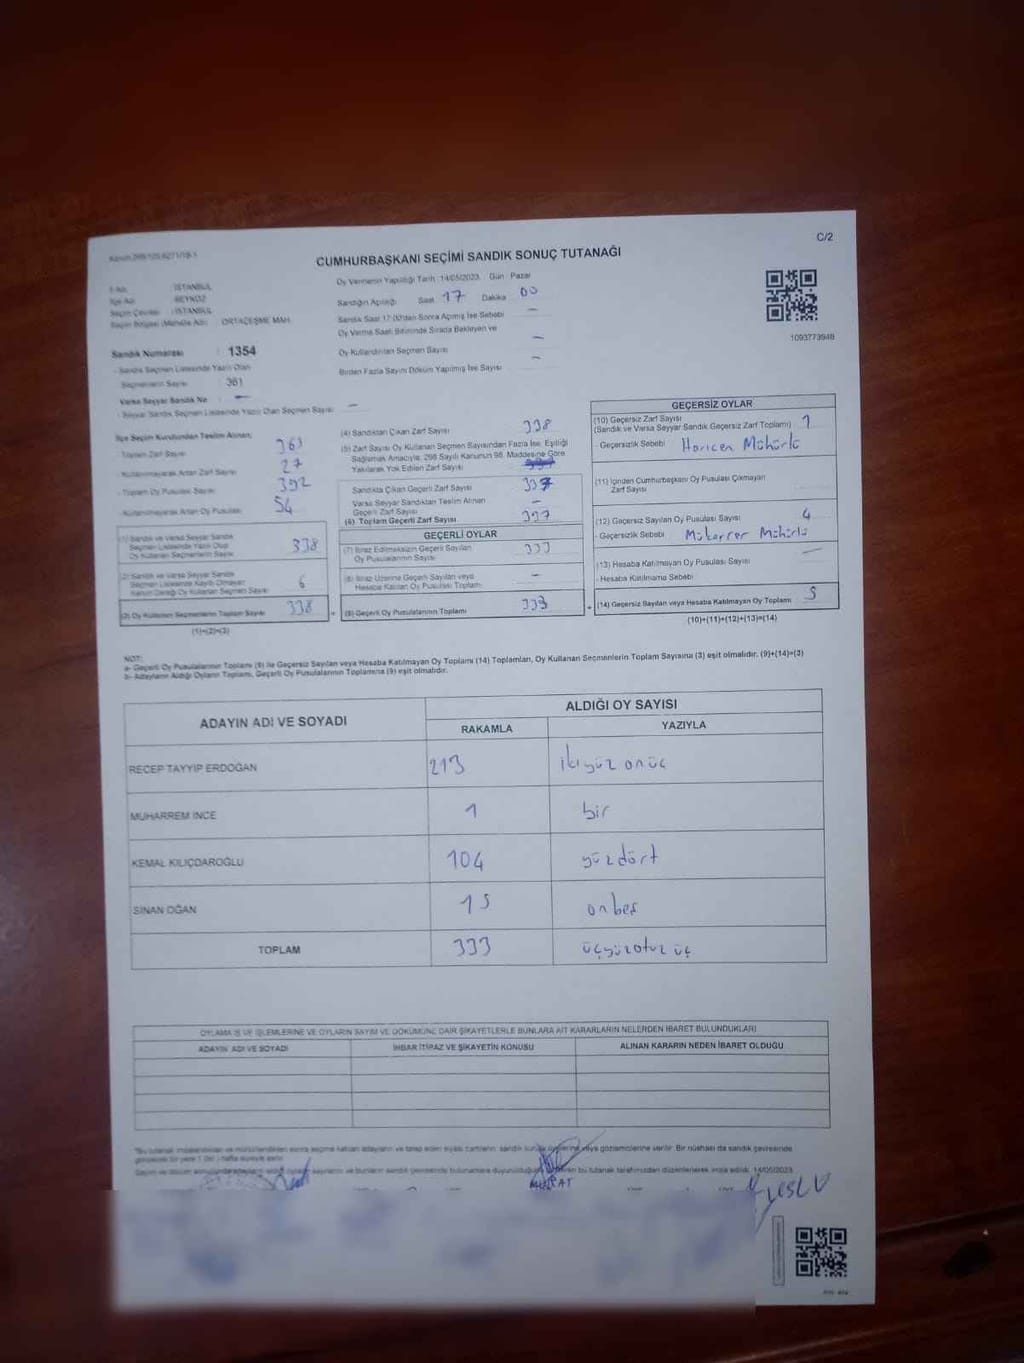 C/2
CUMHURBAŞKANI SEÇİMİ SANDIK SONUÇ TUTANAĞI
Oy Vermenin Yapıldığı Tarih :14/05/2023 Gün :Pazar
İli Adı : İSTANBUL
İlçe Adı : BEYKOZ
Seçim Çevresi : İSTANBUL
Seçim Bölgesi (Mahalle Adı) : ORTAÇEŞME MAH.
Sandığın Açılışı Saat 17 Dakika 00
Sandık Saat 17:00'dan Sonra Açılmış İse Sebebi –
Oy Verme Saati Bitiminde Sırada Bekleyen ve
Oy Kullandırılan Seçmen Sayısı –
Birden Fazla Sayım Döküm Yapılmış İse Sayısı –
1093773948
Sandık Numarası : 1354
- Sandık Seçmen Listesinde Yazılı Olan
Seçmenlerin Sayısı : 361
Varsa Seyyar Sandık No : –
- Seyyar Sandık Seçmen Listesinde Yazılı Olan Seçmen Sayısı –
İlçe Seçim Kurulundan Teslim Alınan;
- Toplam Zarf Sayısı
- Kullanılmayarak Artan Zarf Sayısı 27
- Toplam Oy Pusulası Sayısı 392
- Kullanılmayarak Artan Oy Pusulası 54
(1) Sandık ve Varsa Seyyar Sandık
Seçmen Listesinde Yazılı Olup
Oy Kullanan Seçmenlerin Sayısı 338
(2) Sandık ve Varsa Seyyar Sandık
Seçmen Listesinde Kayıtlı Olmayan
Kanun Gereği Oy Kullanan Seçmen Sayısı
(3) Oy Kullanan Seçmenlerin Toplam Sayısı 338
(1)+(2)=(3)
(4) Sandıktan Çıkan Zarf Sayısı 338
(5) Zarf Sayısı Oy Kullanan Seçmen Sayısından Fazla İse, Eşitliği
Sağlamak Amacıyla, 298 Sayılı Kanunun 98. Maddesine Göre
Yakılarak Yok Edilen Zarf Sayısı
Sandıkta Çıkan Geçerli Zarf Sayısı 337
Varsa Seyyar Sandıktan Teslim Alınan
Geçerli Zarf Sayısı –
(6) Toplam Geçerli Zarf Sayısı 337
GEÇERLİ OYLAR
(7) İtiraz Edilmeksizin Geçerli Sayılan
Oy Pusulalarının Sayısı 333
(8) İtiraz Üzerine Geçerli Sayılan veya
Hesaba Katılan Oy Pusulası Toplamı –
(9) Geçerli Oy Pusulalarının Toplamı 333
GEÇERSİZ OYLAR
(10) Geçersiz Zarf Sayısı
(Sandık ve Varsa Seyyar Sandık Geçersiz Zarf Toplamı) 1
- Geçersizlik Sebebi Haricen Mühürlü
(11) İçinden Cumhurbaşkanı Oy Pusulası Çıkmayan
Zarf Sayısı
(12) Geçersiz Sayılan Oy Pusulası Sayısı 4
- Geçersizlik Sebebi Mükerrer Mühürlü
(13) Hesaba Katılmayan Oy Pusulası Sayısı –
- Hesaba Katılmama Sebebi
(14) Geçersiz Sayılan veya Hesaba Katılmayan Oy Toplamı 5
(10)+(11)+(12)+(13)=(14)
NOT:
a- Geçerli Oy Pusulalarının Toplamı (9) ile Geçersiz Sayılan veya Hesaba Katılmayan Oy Toplamı (14) Toplamları, Oy Kullanan Seçmenlerin Toplam Sayısına (3) eşit olmalıdır. (9)+(14)=(3)
b- Adayların Aldığı Oyların Toplamı, Geçerli Oy Pusulalarının Toplamına (9) eşit olmalıdır.
ADAYIN ADI VE SOYADI ALDIĞI OY SAYISI
RAKAMLA YAZIYLA
RECEP TAYYİP ERDOĞAN 213 ikiyüz onüç
MUHARREM İNCE 1 bir
KEMAL KILIÇDAROĞLU 104 yüzdört
SİNAN OĞAN 15 onbeş
TOPLAM 333 üçyüzotuz üç
OYLAMA İŞ VE İŞLEMLERİNE VE OYLARIN SAYIM VE DÖKÜMÜNE DAİR ŞİKAYETLERLE BUNLARA AİT KARARLARIN NELERDEN İBARET BULUNDUKLARI
ADAYIN ADI VE SOYADI İHBAR İTİRAZ VE ŞİKAYETİN KONUSU ALINAN KARARIN NEDEN İBARET OLDUĞU
MURAT